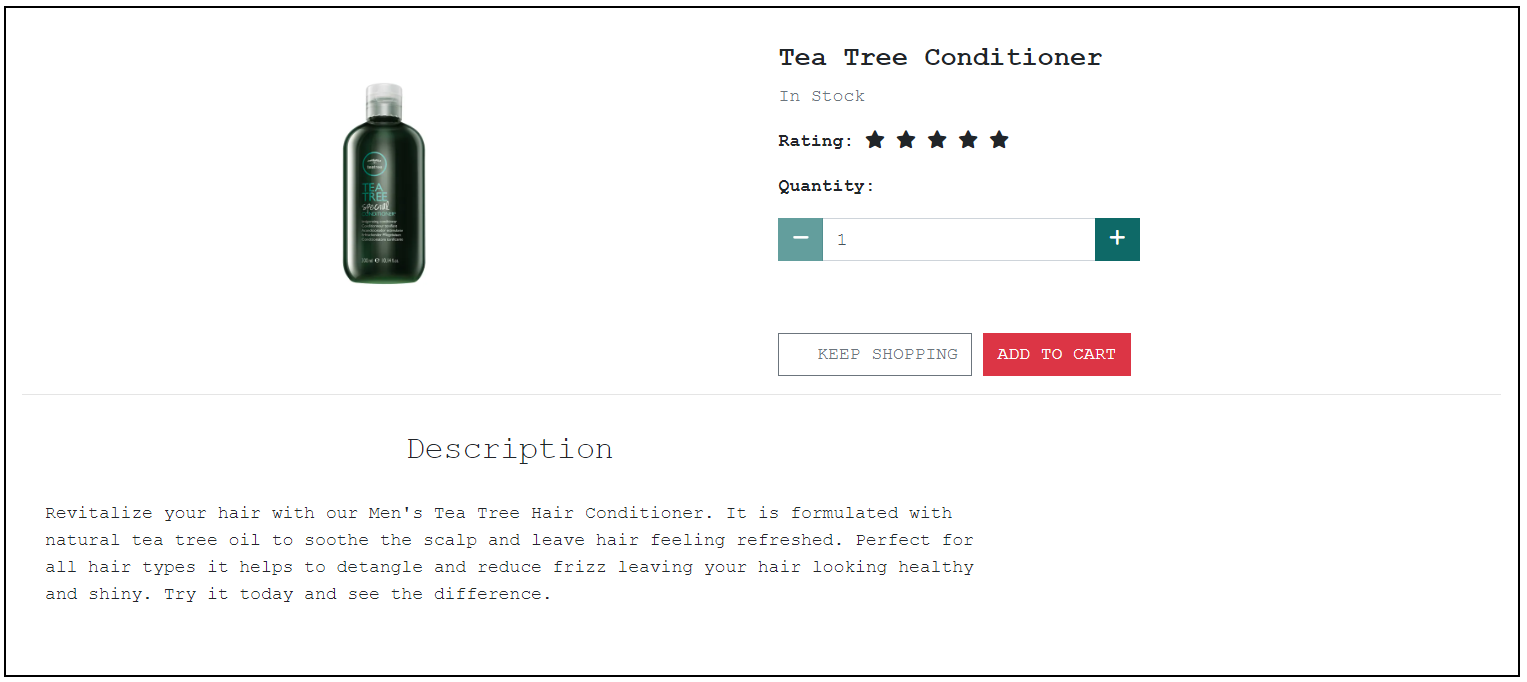 Tea Tree Conditioner
In Stock
Rating:
Quantity:
1
KEEP SHOPPING
ADD TO CART
TEA
TREE
SPECIAL
CONDITIONER
Description
Revitalize your hair with our Men's Tea Tree Hair Conditioner. It is formulated with
natural tea tree oil to soothe the scalp and leave hair feeling refreshed. Perfect for
all hair types it helps to detangle and reduce frizz leaving your hair looking healthy
and shiny. Try it today and see the difference.